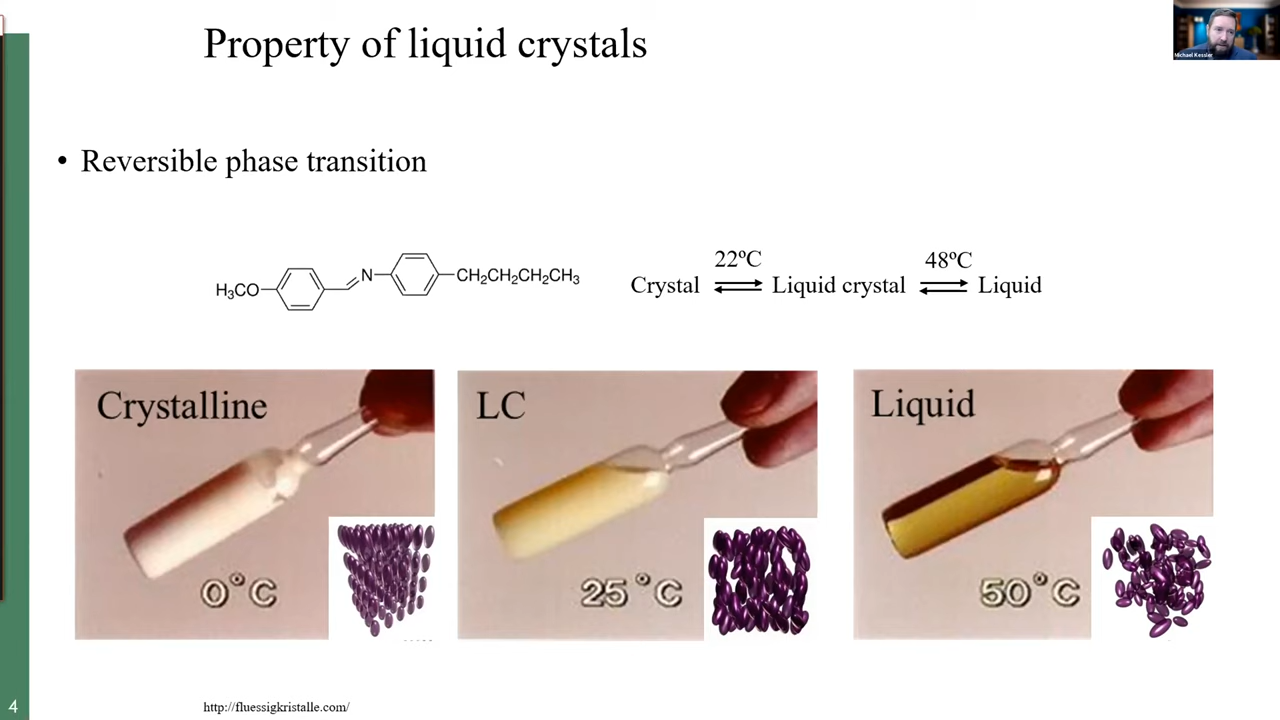 Property of liquid crystals
Michael Kessler
• Reversible phase transition
H₃CO
N
CH₂CH₂CH₂CH₃
22ºC
48ºC
Crystal
Liquid crystal
Liquid
Crystalline
LC
Liquid
0°C
25°C
50°C
4
http://fluessigkristalle.com/